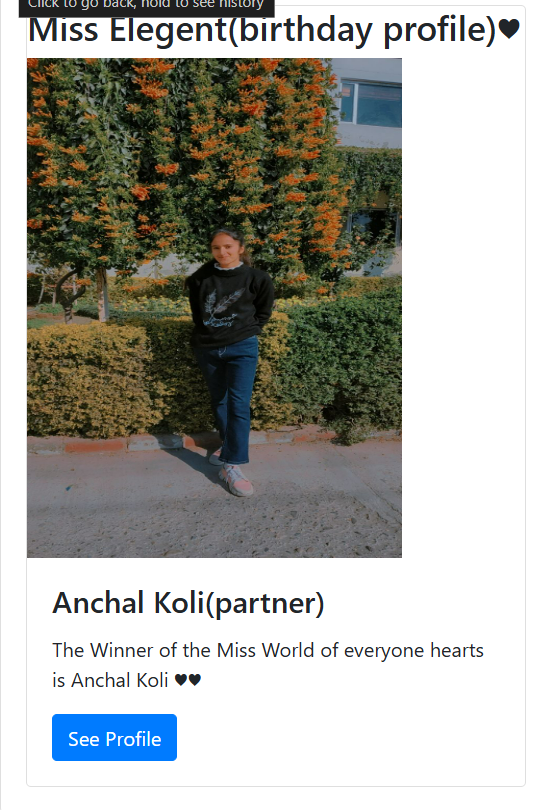 Click to go back, hold to see history
Miss Elegent(birthday profile)♥
Anchal Koli(partner)
The Winner of the Miss World of everyone hearts
is Anchal Koli ♥♥
See Profile